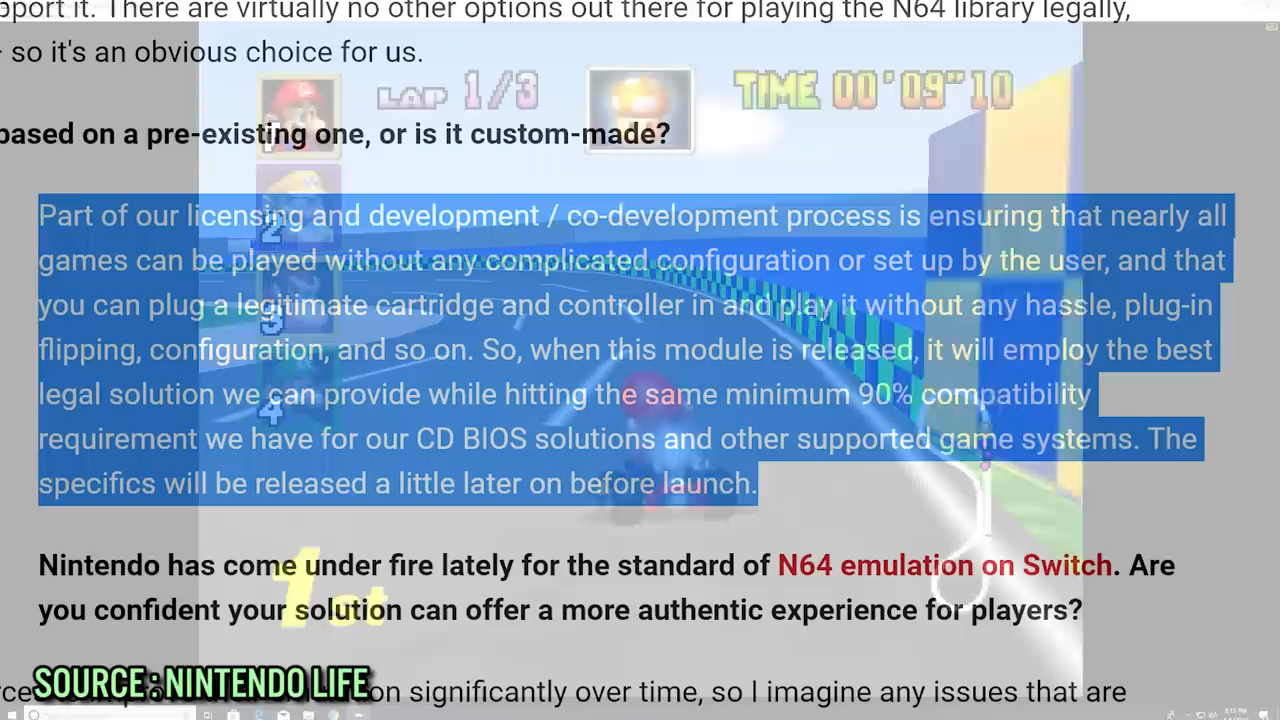 pport it. There are virtually no other options out there for playing the N64 library legally,
so it's an obvious choice for us.
LAP 1/3
TIME 00'09"10
based on a pre-existing one, or is it custom-made?
Part of our licensing and development / co-development process is ensuring that nearly all
games can be played without any complicated configuration or set up by the user, and that
you can plug a legitimate cartridge and controller in and play it without any hassle, plug-in
flipping, configuration, and so on. So, when this module is released, it will employ the best
legal solution we can provide while hitting the same minimum 90% compatibility
requirement we have for our CD BIOS solutions and other supported game systems. The
specifics will be released a little later on before launch.
2
3
4
Nintendo has come under fire lately for the standard of N64 emulation on Switch. Are
you confident your solution can offer a more authentic experience for players?
1st
SOURCE : NINTENDO LIFE
on significantly over time, so I imagine any issues that are